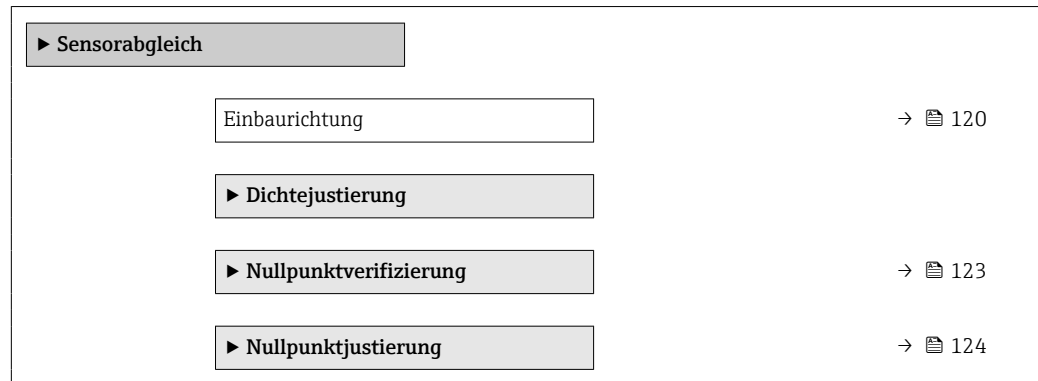 ▶ Sensorabgleich
Einbaurichtung → 120
▶ Dichtejustierung
▶ Nullpunktverifizierung → 123
▶ Nullpunktjustierung → 124